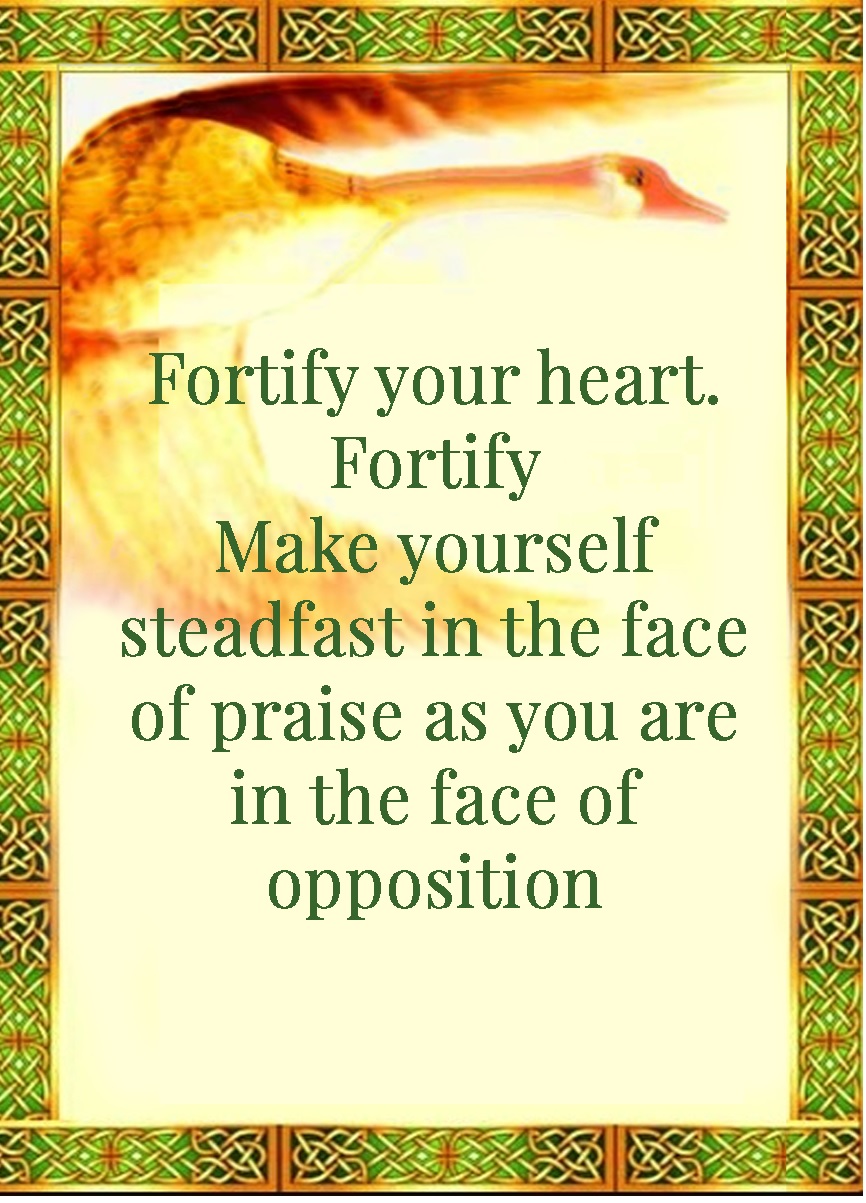 Fortify your heart.
Fortify
Make yourself
steadfast in the face
of praise as you are
in the face of
opposition